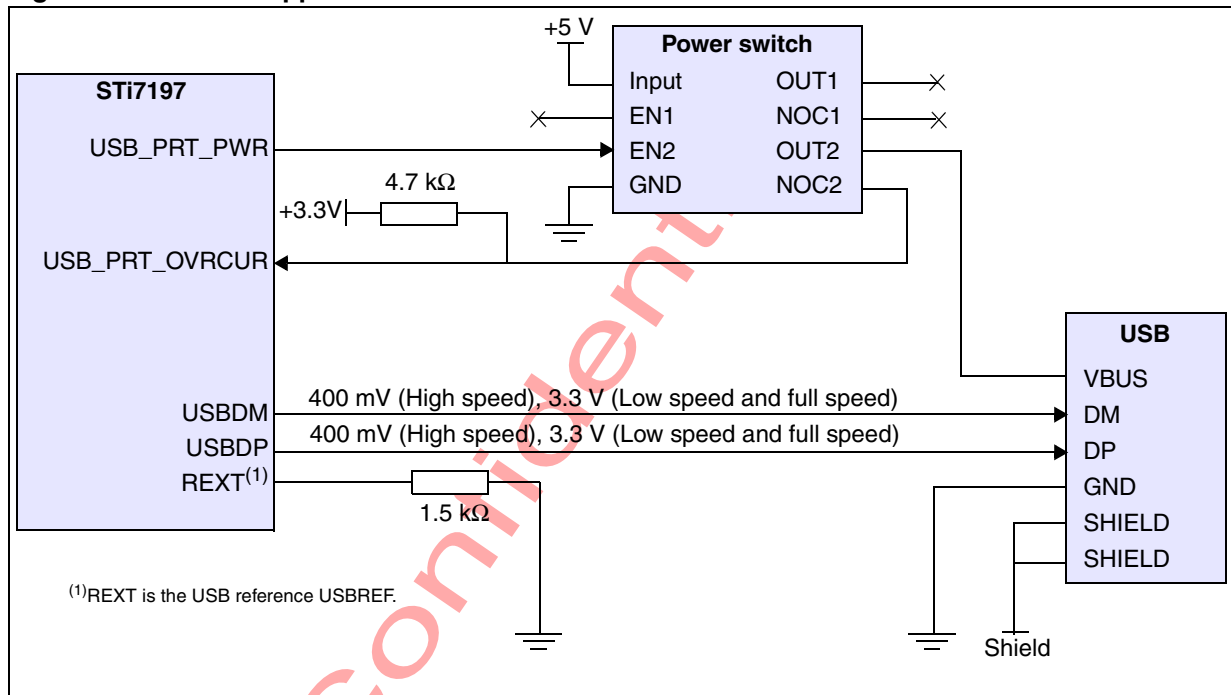 +5 V
Power switch
Input OUT1
EN1 NOC1
EN2 OUT2
GND NOC2
STi7197
USB_PRT_PWR
4.7 kΩ
+3.3V
USB_PRT_OVRCUR
USBDM
USBDP
REXT(1)
400 mV (High speed), 3.3 V (Low speed and full speed)
400 mV (High speed), 3.3 V (Low speed and full speed)
1.5 kΩ
USB
VBUS
DM
DP
GND
SHIELD
SHIELD
Shield
(1)REXT is the USB reference USBREF.
Confident